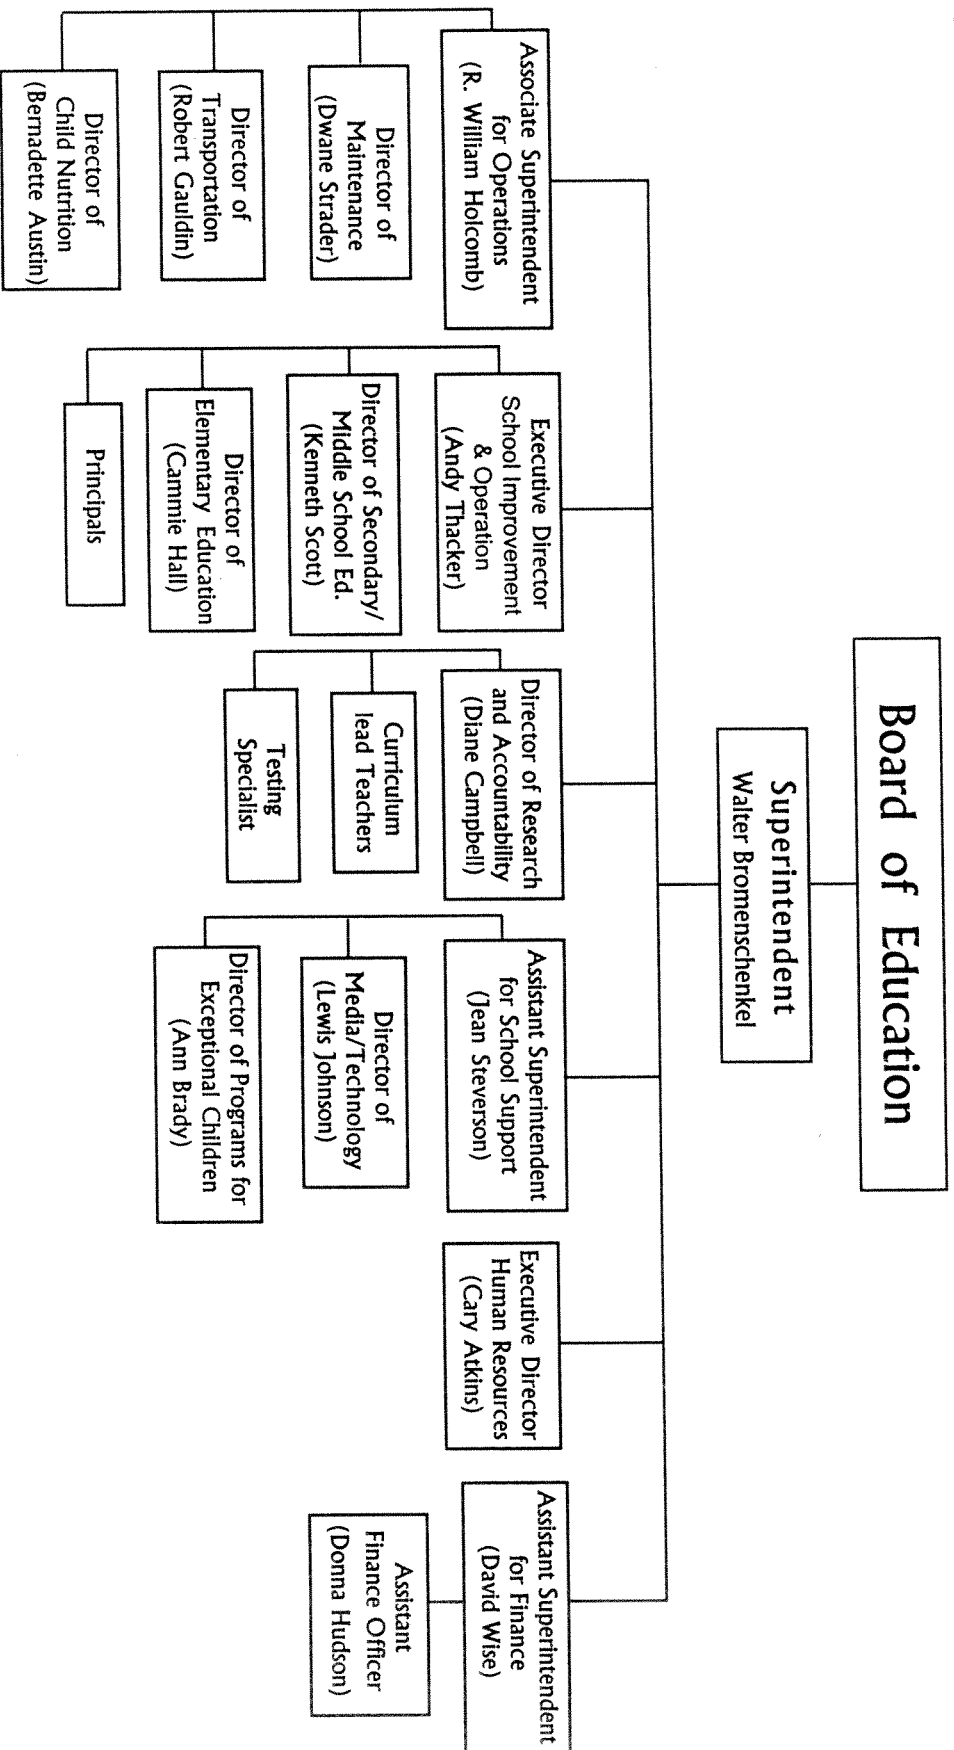 Board of Education
Superintendent
Walter Bromenschenkel
Associate Superintendent
for Operations
(R. William Holcomb)
Director of
Maintenance
(Dwane Strader)
Director of
Transportation
(Robert Gauldin)
Director of
Child Nutrition
(Bernadette Austin)
Executive Director
School Improvement
& Operation
(Andy Thacker)
Director of Secondary/
Middle School Ed.
(Kenneth Scott)
Director of
Elementary Education
(Cammie Hall)
Principals
Director of Research
and Accountability
(Diane Campbell)
Curriculum
lead Teachers
Testing
Specialist
Assistant Superintendent
for School Support
(Jean Steverson)
Director of
Media/Technology
(Lewis Johnson)
Director of Programs for
Exceptional Children
(Ann Brady)
Executive Director
Human Resources
(Cary Atkins)
Assistant Superintendent
for Finance
(David Wise)
Assistant
Finance Officer
(Donna Hudson)